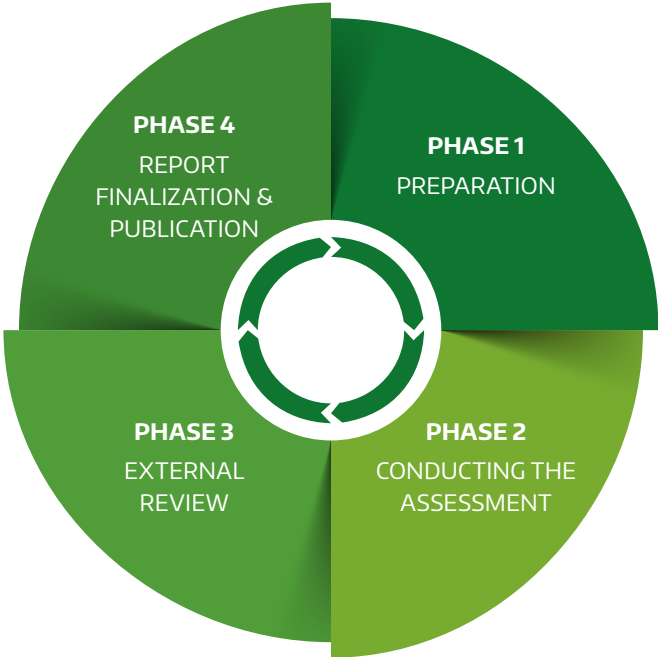 PHASE 1
PREPARATION
PHASE 2
CONDUCTING THE
ASSESSMENT
PHASE 3
EXTERNAL
REVIEW
PHASE 4
REPORT
FINALIZATION &
PUBLICATION